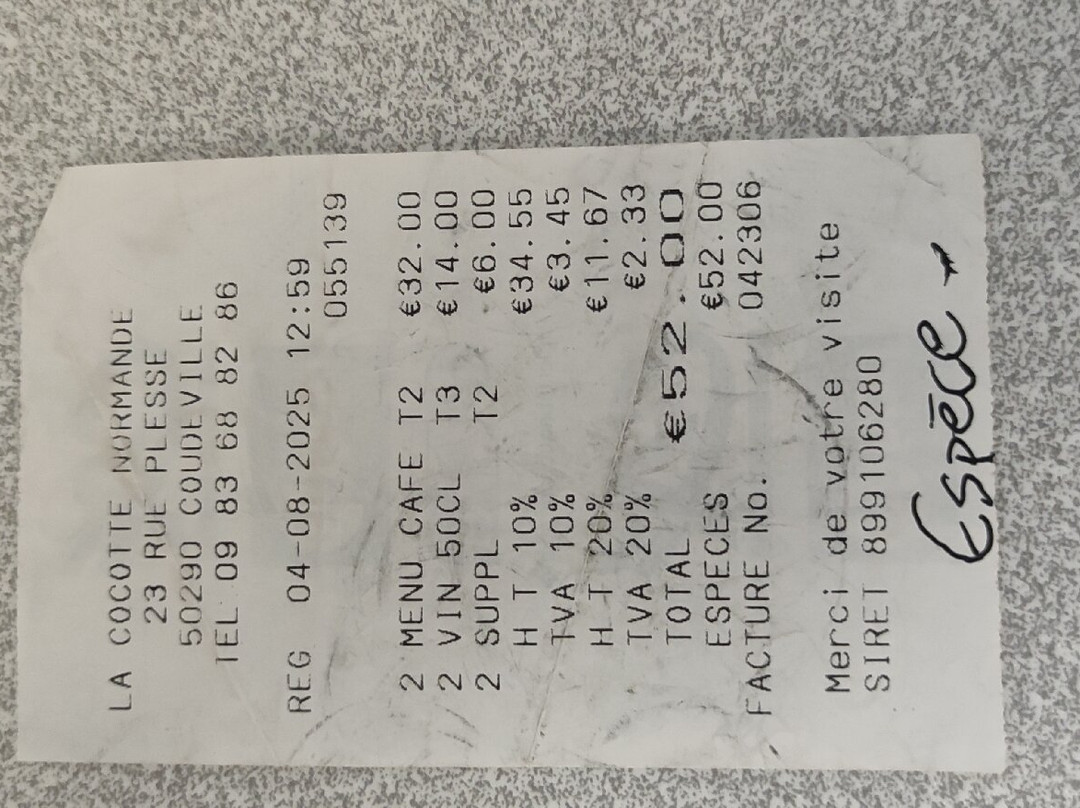 LA COCOTTE NORMANDE
23 RUE PLESSE
50290 COUDEVILLE
TEL 09 83 68 82 86
REG 04-08-2025 12:59
055139
2 MENU CAFE T2 €32.00
2 VIN 50CL T3 €14.00
2 SUPPL T2 €6.00
H T 10% €34.55
TVA 10% €3.45
H T 20% €11.67
TVA 20% €2.33
TOTAL €52.00
ESPECES €52.00
FACTURE No. 042306
Merci de votre visite
SIRET 899106280
Espèce